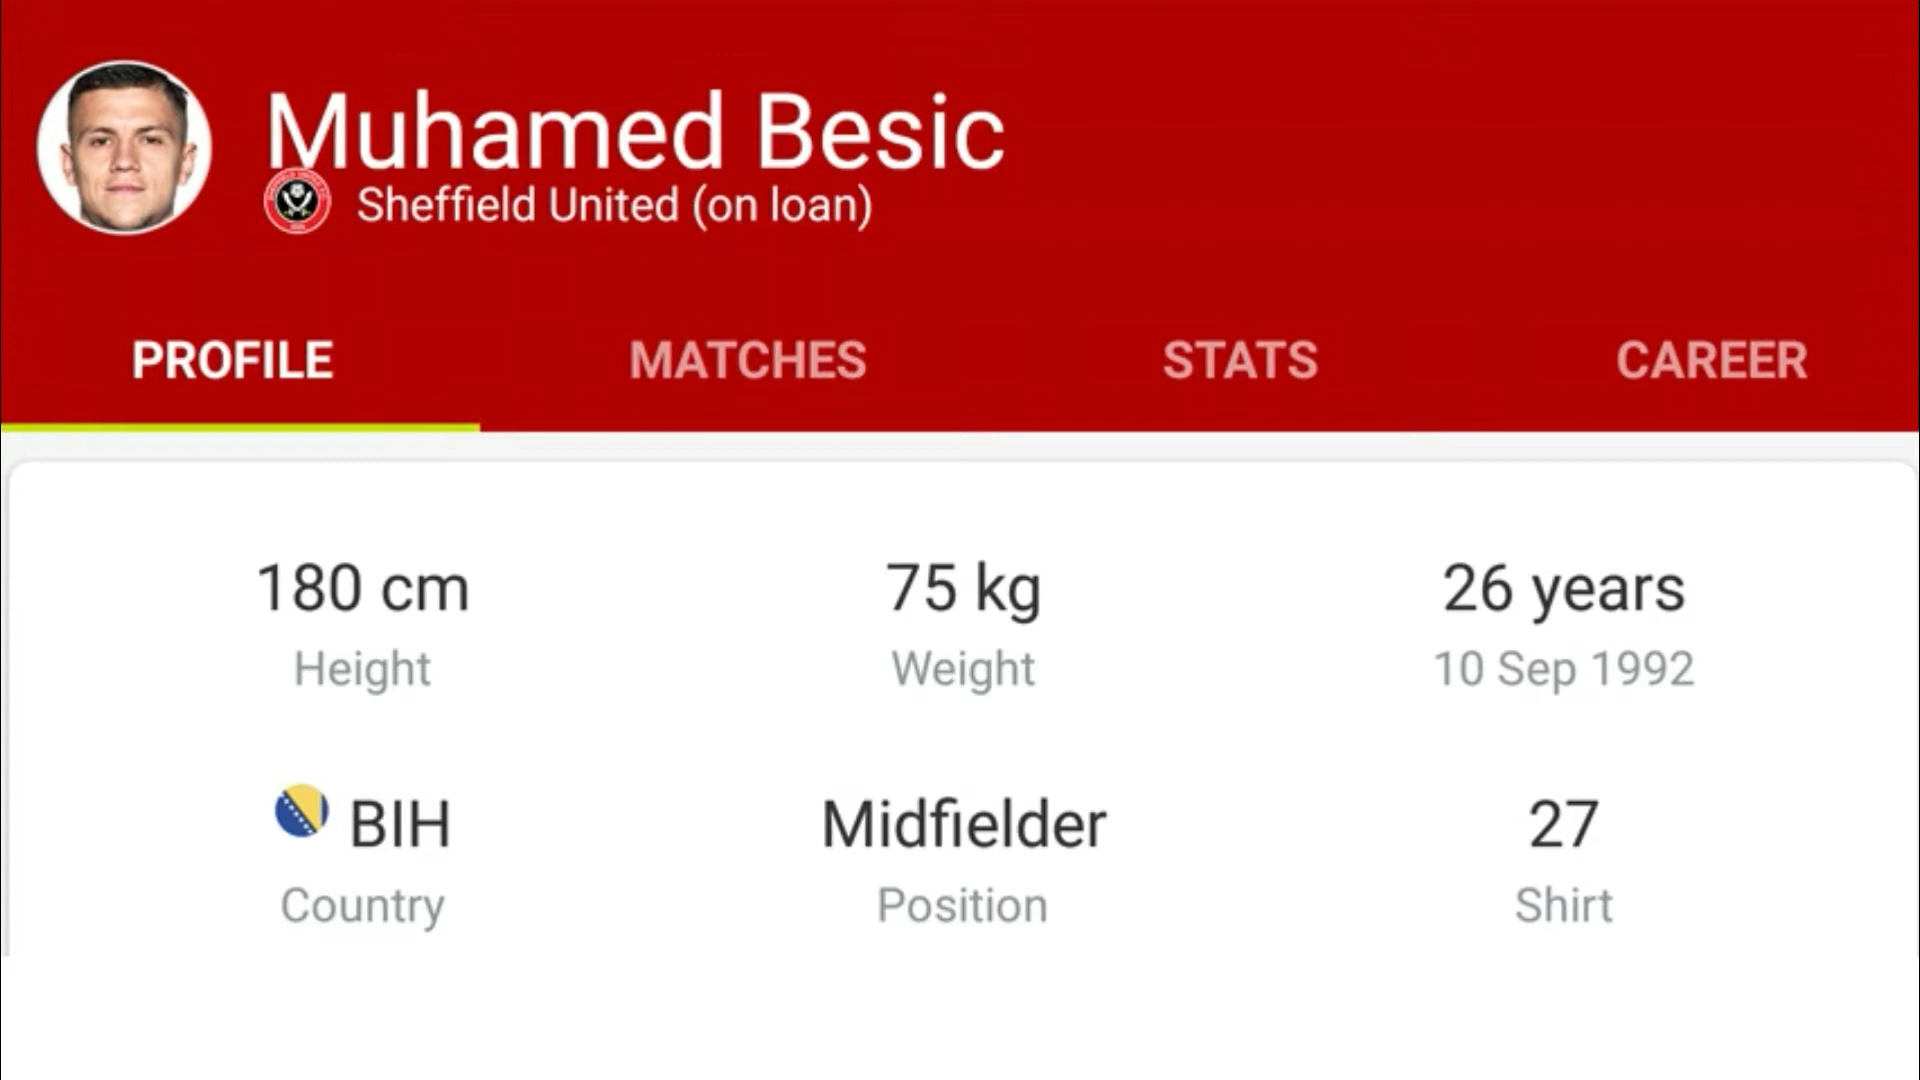 Muhamed Besic
Sheffield United (on loan)
PROFILE MATCHES STATS CAREER
180 cm 75 kg 26 years
Height Weight 10 Sep 1992
BIH Midfielder 27
Country Position Shirt